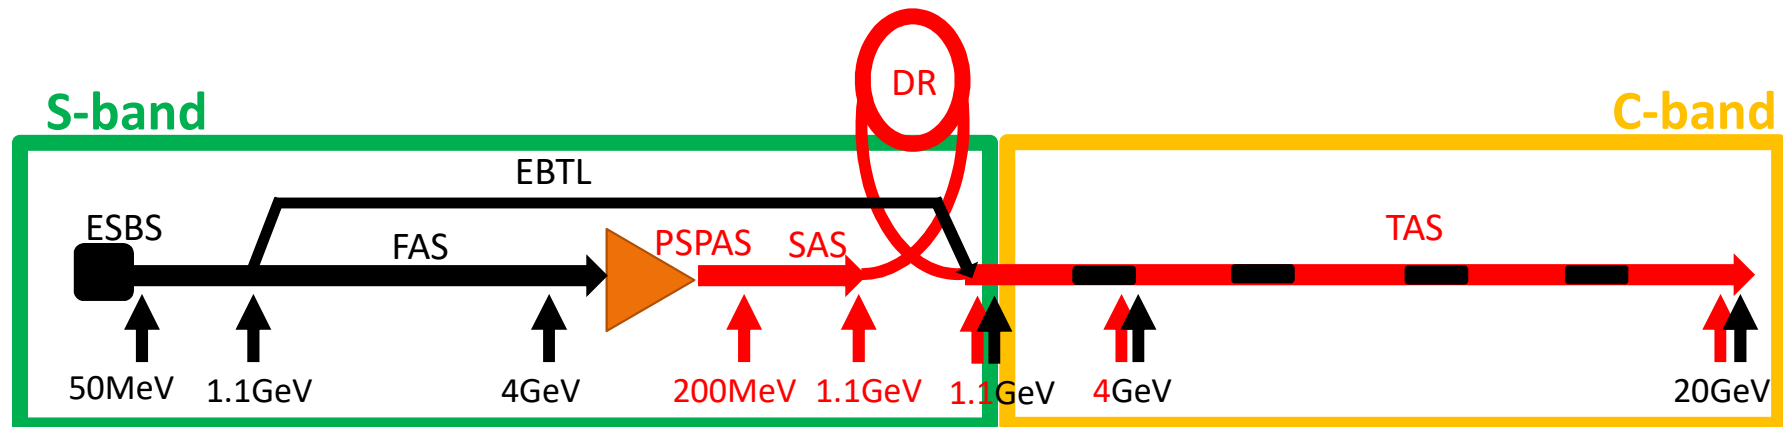 DR
S-band
C-band
EBTL
ESBS
FAS
PSPAS
SAS
TAS
50MeV
1.1GeV
4GeV
200MeV
1.1GeV
1.1GeV
4GeV
20GeV